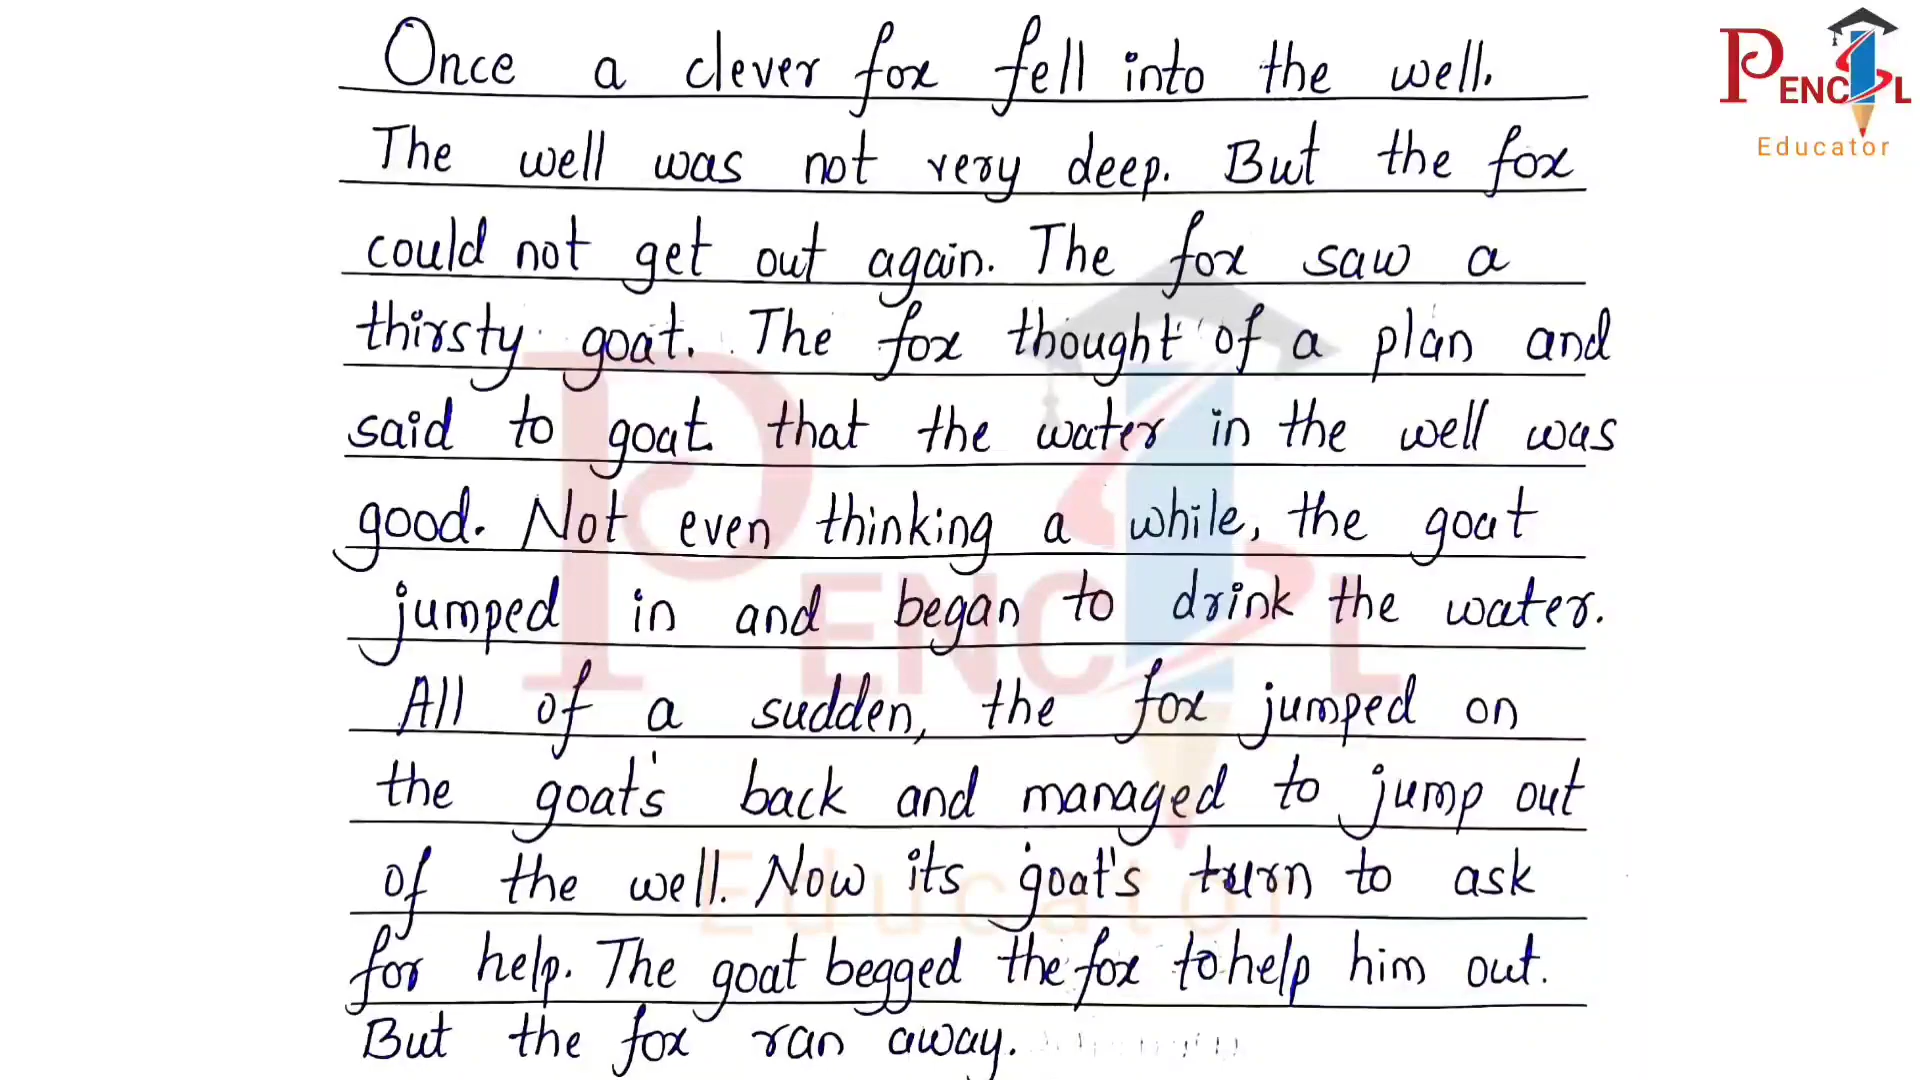 Once a clever fox fell into the well.
The well was not very deep. But the fox
could not get out again. The fox saw a
thirsty goat. The fox thought of a plan and
said to goat that the water in the well was
good. Not even thinking a while, the goat
jumped in and began to drink the water.
All of a sudden, the fox jumped on
the goat's back and managed to jump out
of the well. Now its goat's turn to ask
for help. The goat begged the fox to help him out.
But the fox ran away.
PENCIL
Educator
PENCIL
Educator